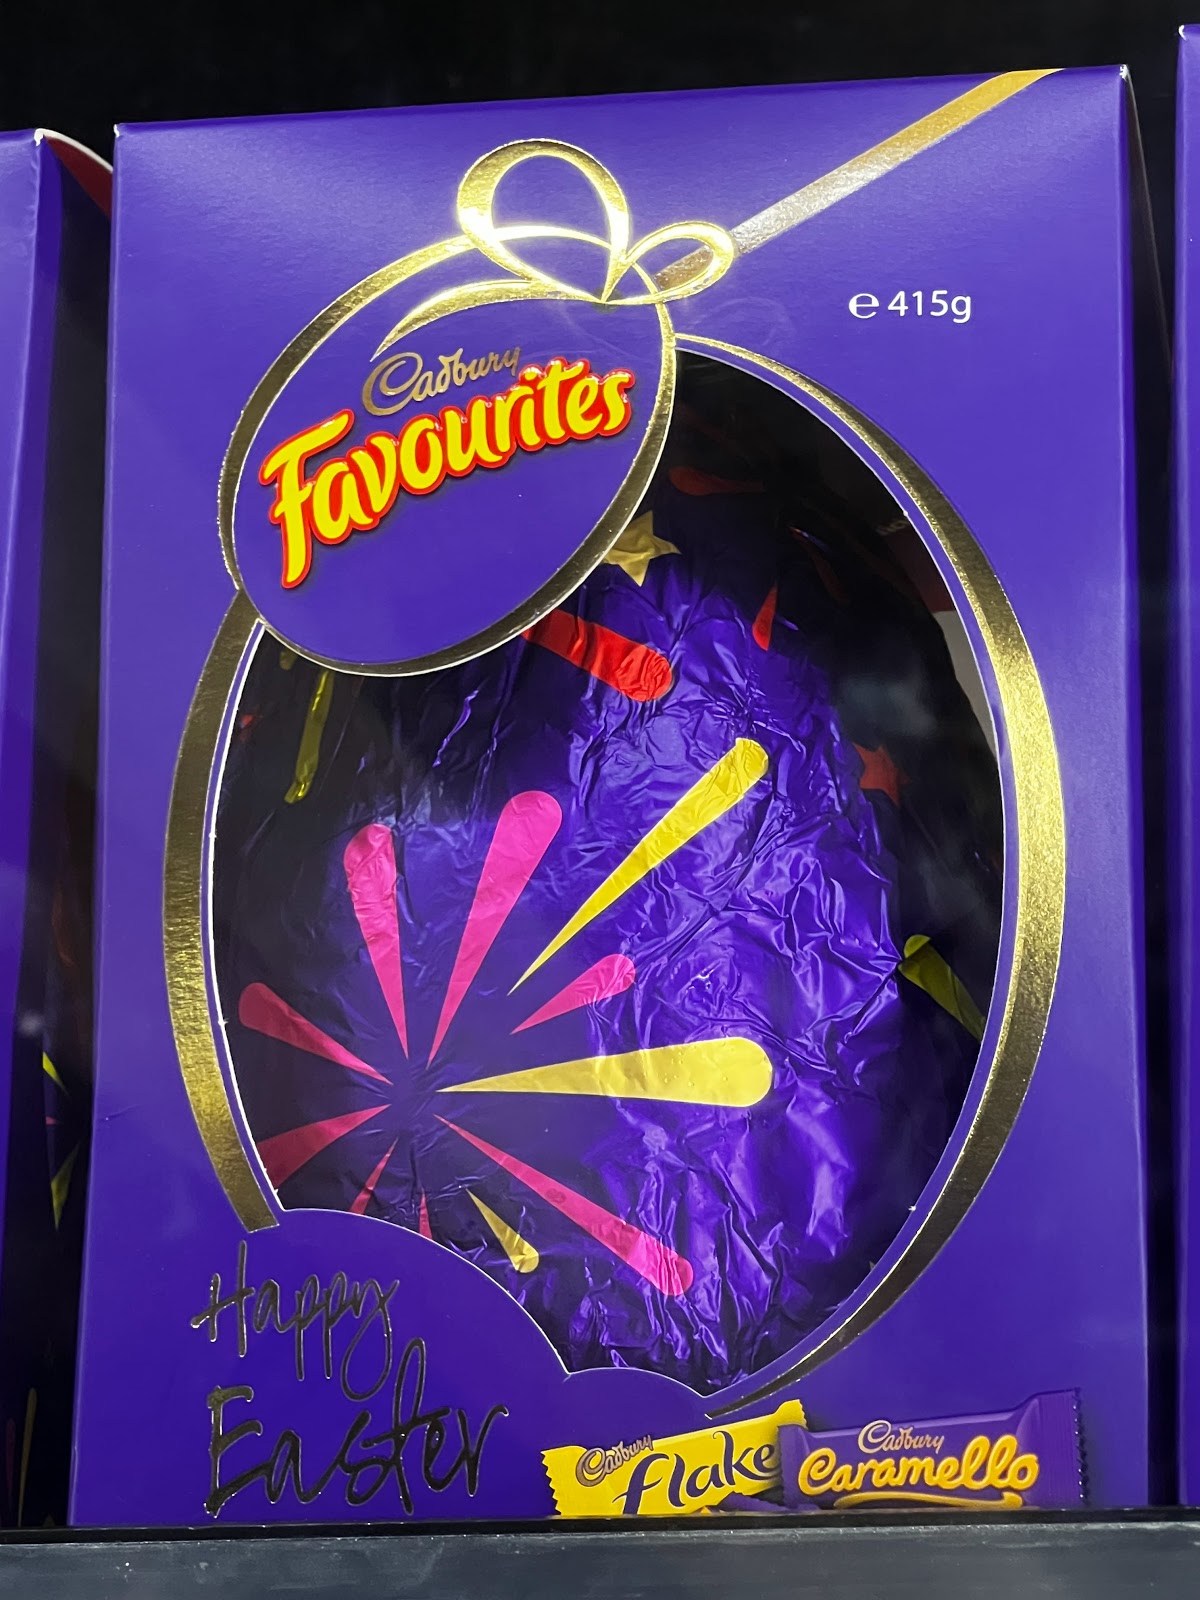 ℮ 415g
Cadbury
Favourites
Happy
Easter
Cadbury
Flake
Cadbury
Caramello